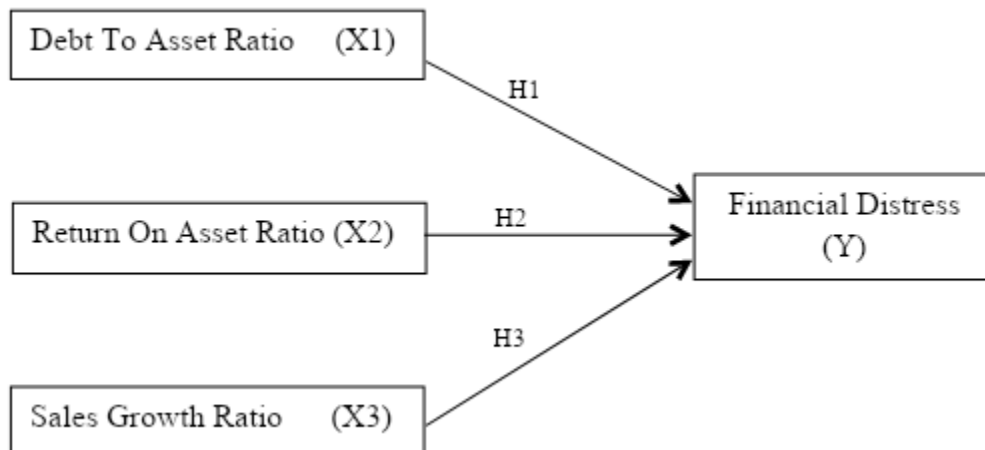 Debt To Asset Ratio (X1)
H1
Return On Asset Ratio (X2)
H2
Financial Distress
(Y)
H3
Sales Growth Ratio (X3)